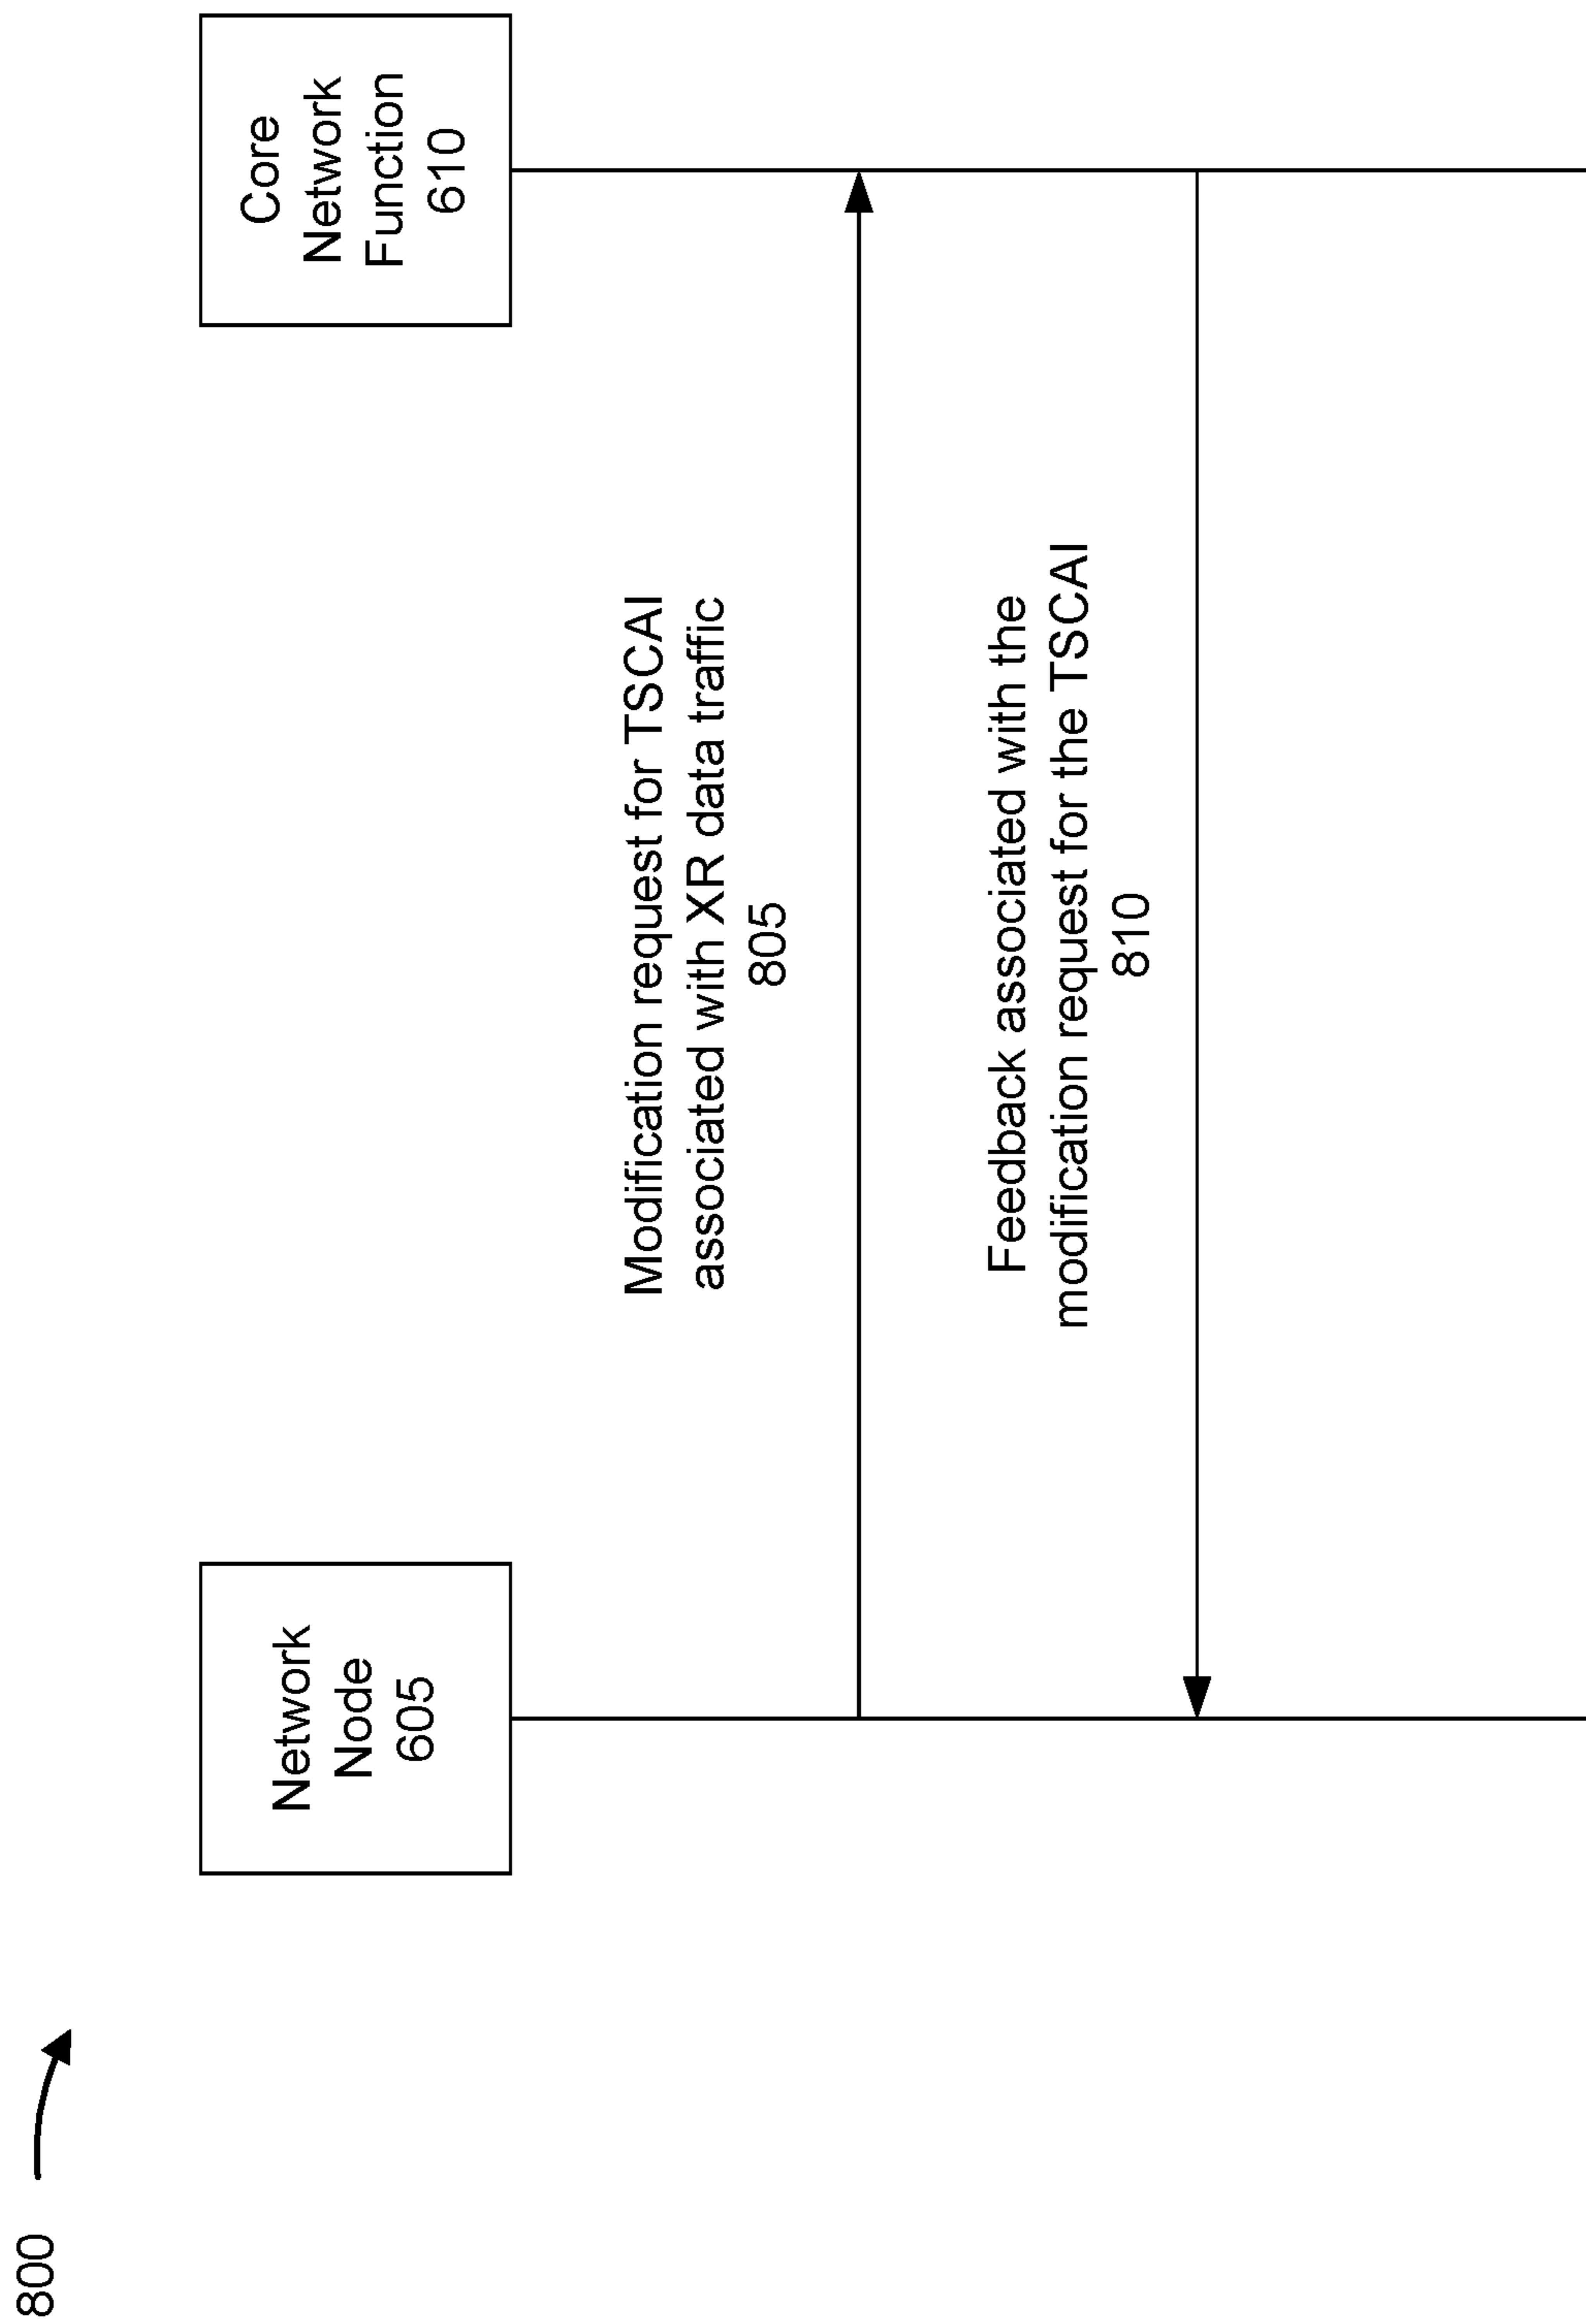 800
Network
Node
605
Core
Network
Function
610
Modification request for TSCAI
associated with XR data traffic
805
Feedback associated with the
modification request for the TSCAI
810